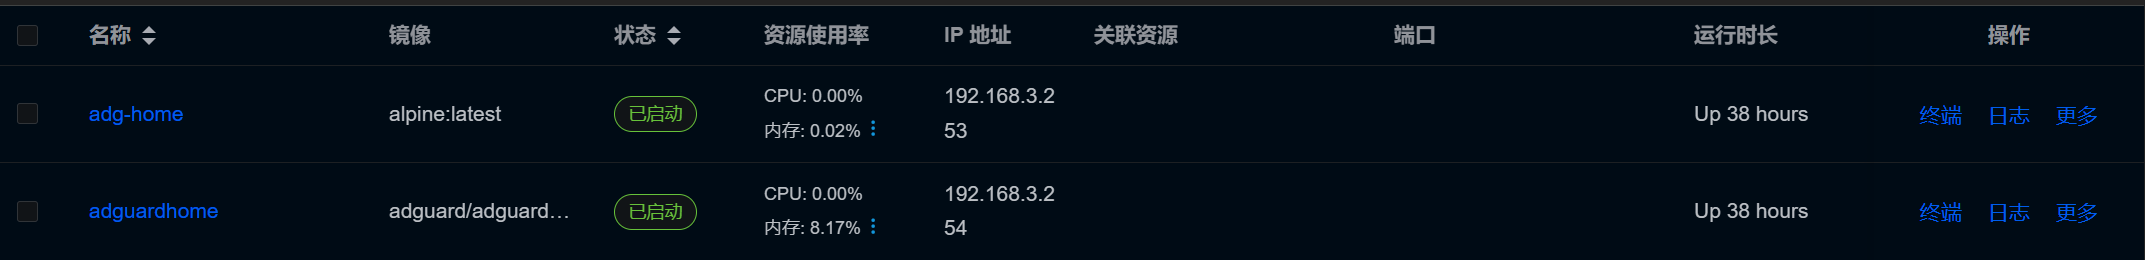 名称 镜像 状态 资源使用率 IP 地址 关联资源 端口 运行时长 操作
adg-home alpine:latest 已启动 CPU: 0.00% 192.168.3.2 Up 38 hours 终端 日志 更多
内存: 0.02% 53
adguardhome adguard/adguard… 已启动 CPU: 0.00% 192.168.3.2 Up 38 hours 终端 日志 更多
内存: 8.17% 54